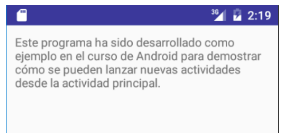 3G 2:19
Este programa ha sido desarrollado como
ejemplo en el curso de Android para demostrar
cómo se pueden lanzar nuevas actividades
desde la actividad principal.